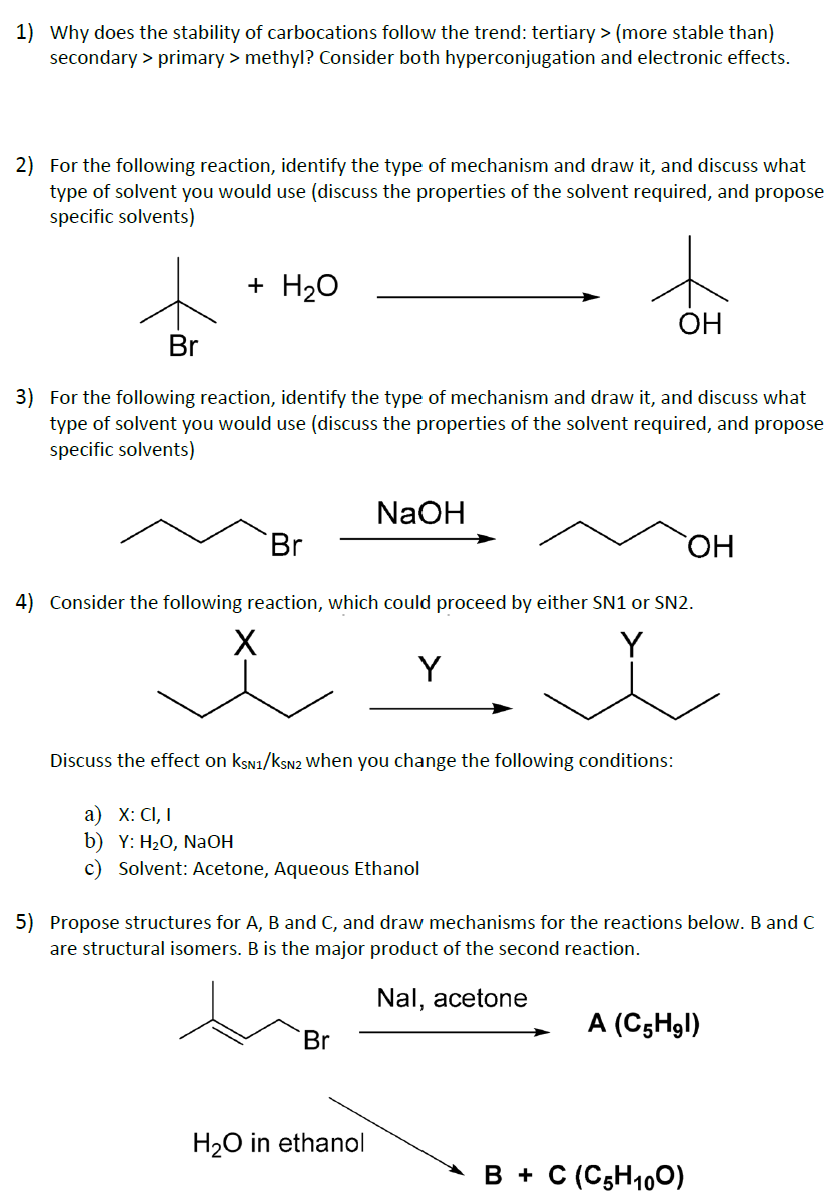 1) Why does the stability of carbocations follow the trend: tertiary > (more stable than)
secondary > primary > methyl? Consider both hyperconjugation and electronic effects.
2) For the following reaction, identify the type of mechanism and draw it, and discuss what
type of solvent you would use (discuss the properties of the solvent required, and propose
specific solvents)
+ H₂O
Br
OH
3) For the following reaction, identify the type of mechanism and draw it, and discuss what
type of solvent you would use (discuss the properties of the solvent required, and propose
specific solvents)
NaOH
Br
OH
4) Consider the following reaction, which could proceed by either SN1 or SN2.
X
Y
Y
Discuss the effect on kSN1/kSN2 when you change the following conditions:
a) X: Cl, I
b) Y: H₂O, NaOH
c) Solvent: Acetone, Aqueous Ethanol
5) Propose structures for A, B and C, and draw mechanisms for the reactions below. B and C
are structural isomers. B is the major product of the second reaction.
NaI, acetone
Br
A (C₅H₉I)
H₂O in ethanol
B + C (C₅H₁₀O)